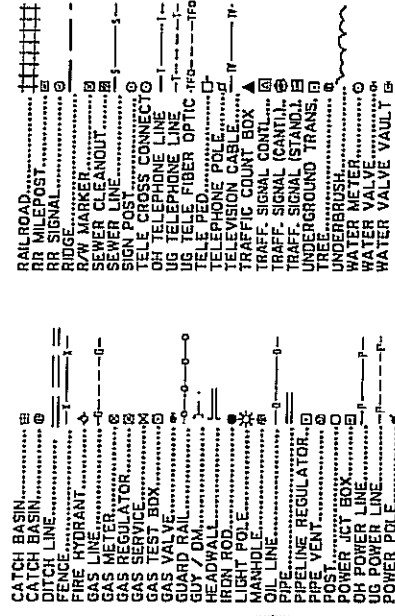 CATCH BASIN
CATCH BASIN
DITCH LINE
FENCE X
FIRE HYDRANT
GAS LINE G
GAS METER
GAS REGULATOR
GAS SERVICE
GAS TEST BOX
GAS VALVE
GUARD RAIL
GUY / DM.
HEADWALL
IRON ROD
LIGHT POLE
MANHOLE
OIL LINE O
PIPE
PIPELINE REGULATOR
PIPE VENT
POST
POWER JCT BOX
OH POWER LINE P P
UG POWER LINE P P
POWER POLE
RAILROAD
RR MILEPOST
RR SIGNAL
RIDGE
R/W MARKER
SEWER CLEANOUT
SEWER LINE S S
SIGN POST
TELE CROSS CONNECT
OH TELEPHONE LINE T T
UG TELEPHONE LINE T T
UG TELE FIBER OPTIC TFO TFO
TELE PED
TELEPHONE POLE
TELEVISION CABLE TV TV
TRAFFIC COUNT BOX
TRAFF. SIGNAL CONTL.
TRAFF. SIGNAL (CANTI.)
TRAFF. SIGNAL (STAND.)
UNDERGROUND TRANS.
TREE
UNDERBRUSH
WATER METER
WATER VALVE
WATER VALVE VAULT